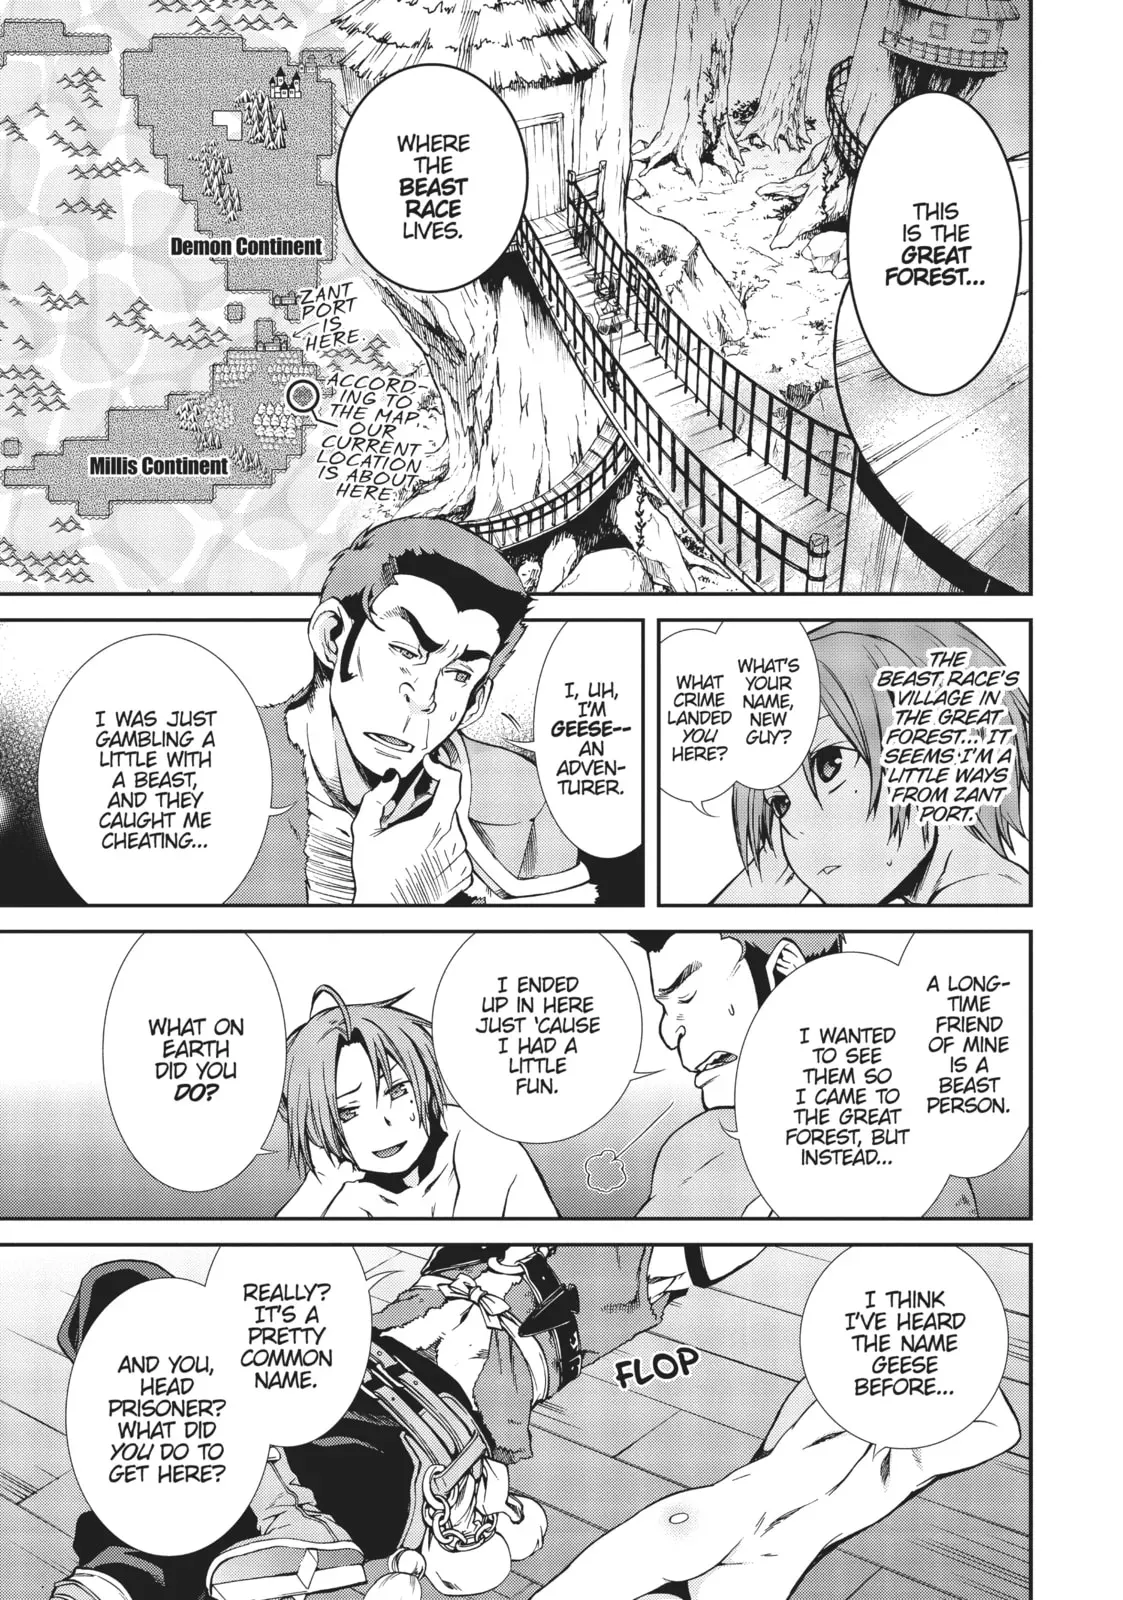 THIS
IS THE
GREAT
FOREST...
WHERE
THE
BEAST
RACE
LIVES.
Demon Continent
ZANT
PORT
IS
HERE.
ACCORD-
ING TO
THE MAP,
OUR
CURRENT
LOCATION
IS ABOUT
HERE.
Millis Continent
THE
BEAST RACE'S
VILLAGE IN
THE GREAT
FOREST... IT
SEEMS I'M A
LITTLE WAYS
FROM ZANT
PORT.
WHAT'S
YOUR
NAME,
NEW
GUY?
WHAT
CRIME
LANDED
YOU
HERE?
I, UH,
I'M
GEESE--
AN
ADVEN-
TURER.
I WAS JUST
GAMBLING A
LITTLE WITH
A BEAST,
AND THEY
CAUGHT ME
CHEATING...
A LONG-
TIME
FRIEND
OF MINE
IS A
BEAST
PERSON.
I WANTED
TO SEE
THEM SO
I CAME TO
THE GREAT
FOREST, BUT
INSTEAD...
I ENDED
UP IN HERE
JUST 'CAUSE
I HAD A
LITTLE
FUN.
WHAT ON
EARTH
DID YOU
DO?
I THINK
I'VE HEARD
THE NAME
GEESE
BEFORE...
FLOP
REALLY?
IT'S A
PRETTY
COMMON
NAME.
AND YOU,
HEAD
PRISONER?
WHAT DID
YOU DO TO
GET HERE?